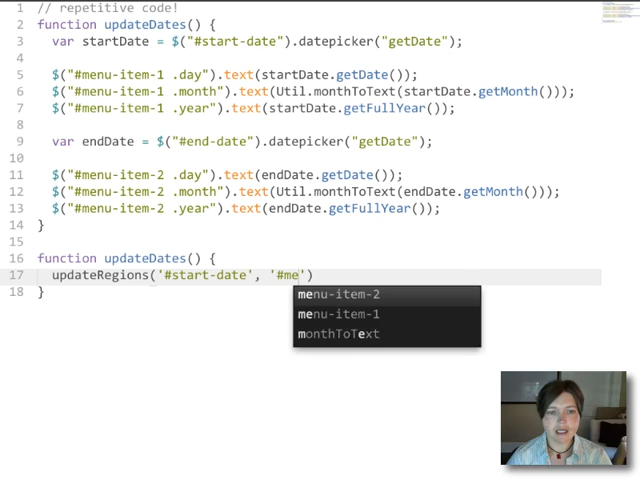 1 // repetitive code!
2 function updateDates() {
3 var startDate = $("#start-date").datepicker("getDate");
4
5 $("#menu-item-1 .day").text(startDate.getDate());
6 $("#menu-item-1 .month").text(Util.monthToText(startDate.getMonth()));
7 $("#menu-item-1 .year").text(startDate.getFullYear());
8
9 var endDate = $("#end-date").datepicker("getDate");
10
11 $("#menu-item-2 .day").text(endDate.getDate());
12 $("#menu-item-2 .month").text(Util.monthToText(endDate.getMonth()));
13 $("#menu-item-2 .year").text(endDate.getFullYear());
14 }
15
16 function updateDates() {
17 updateRegions('#start-date', '#me')
18 }
menu-item-2
menu-item-1
monthToText